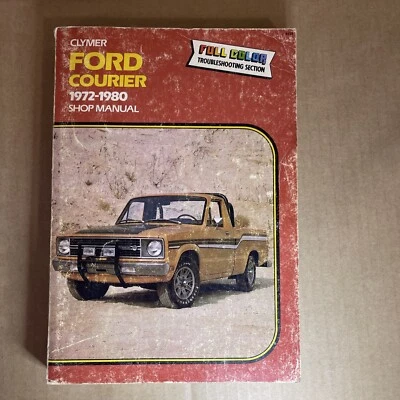 CLYMER
FORD
COURIER
1972-1980
SHOP MANUAL
FULL COLOR
TROUBLESHOOTING SECTION